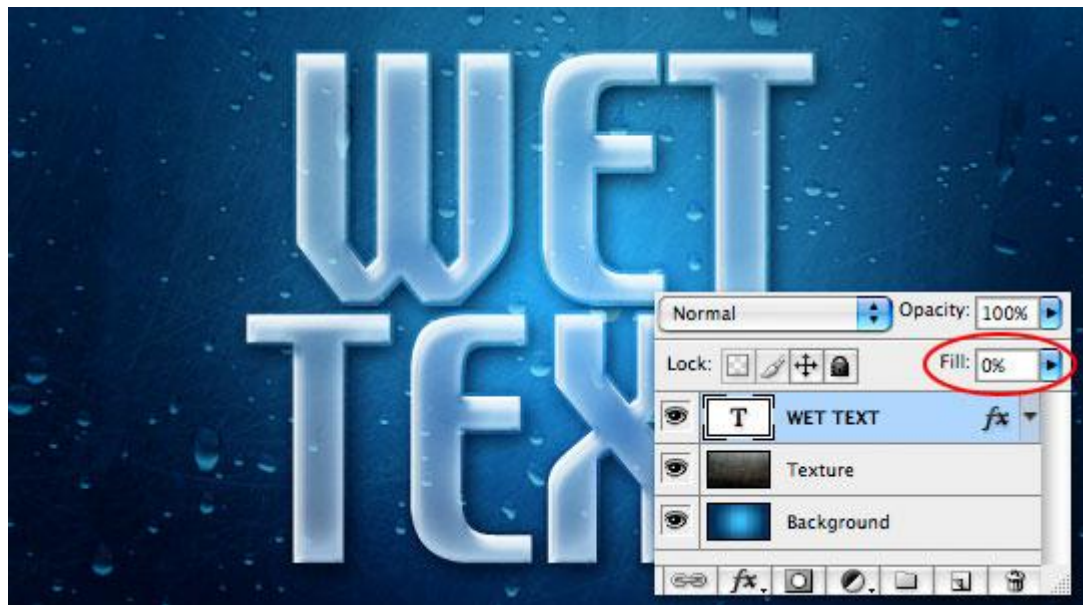 WET
TEX
Normal Opacity: 100%
Lock: Fill: 0%
T WET TEXT fx
Texture
Background
fx.